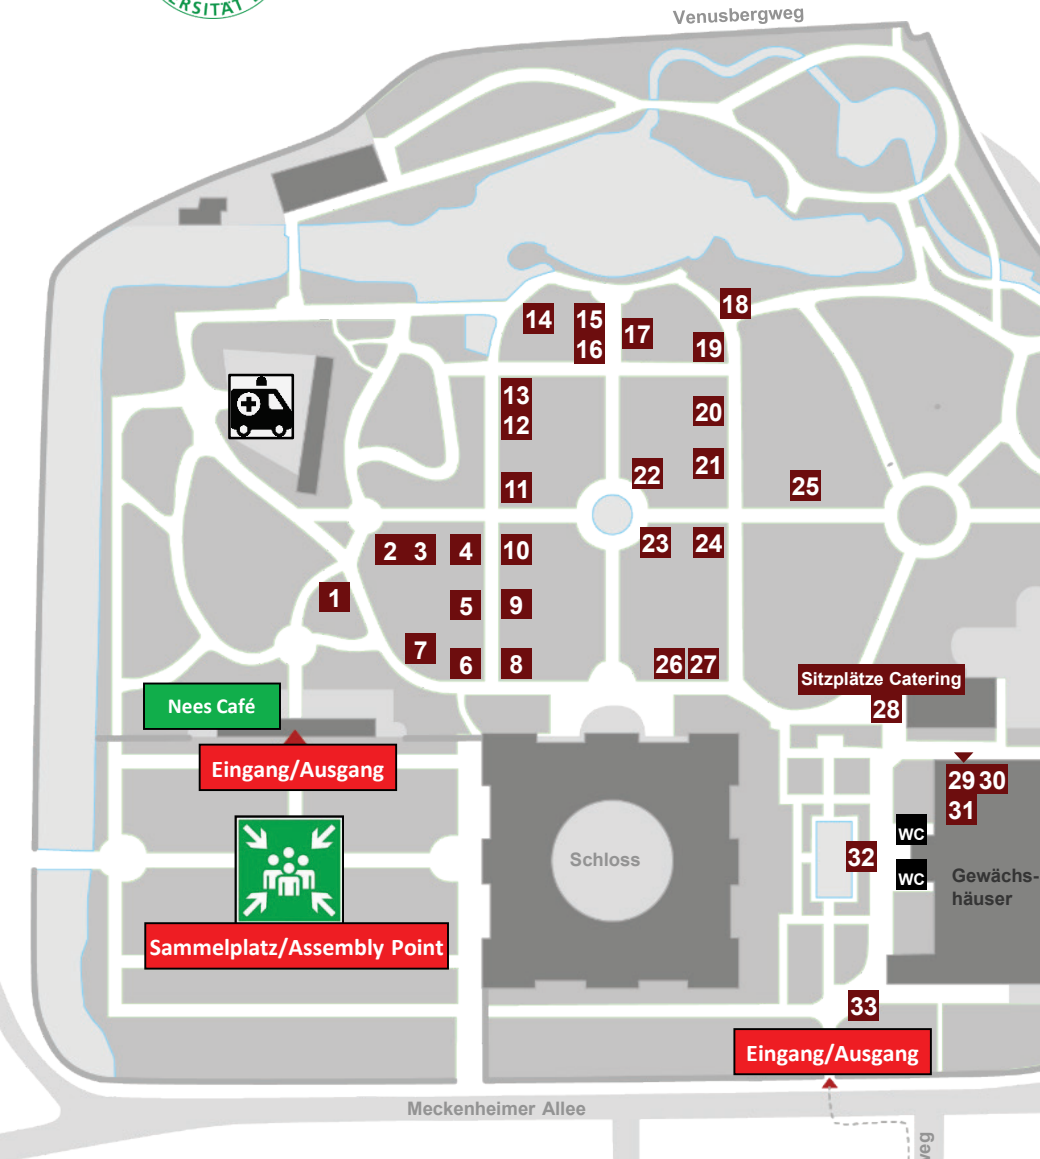 Venusbergweg
18
14 15 17
16 19
13 20
12
11 22 21 25
2 3 4 10 23 24
1 5 9
7 6 8 26 27
Sitzplätze Catering
28
Nees Café
Eingang/Ausgang
29 30
31
WC
32
WC
Schloss
Gewächs-
häuser
Sammelplatz/Assembly Point
33
Eingang/Ausgang
Meckenheimer Allee